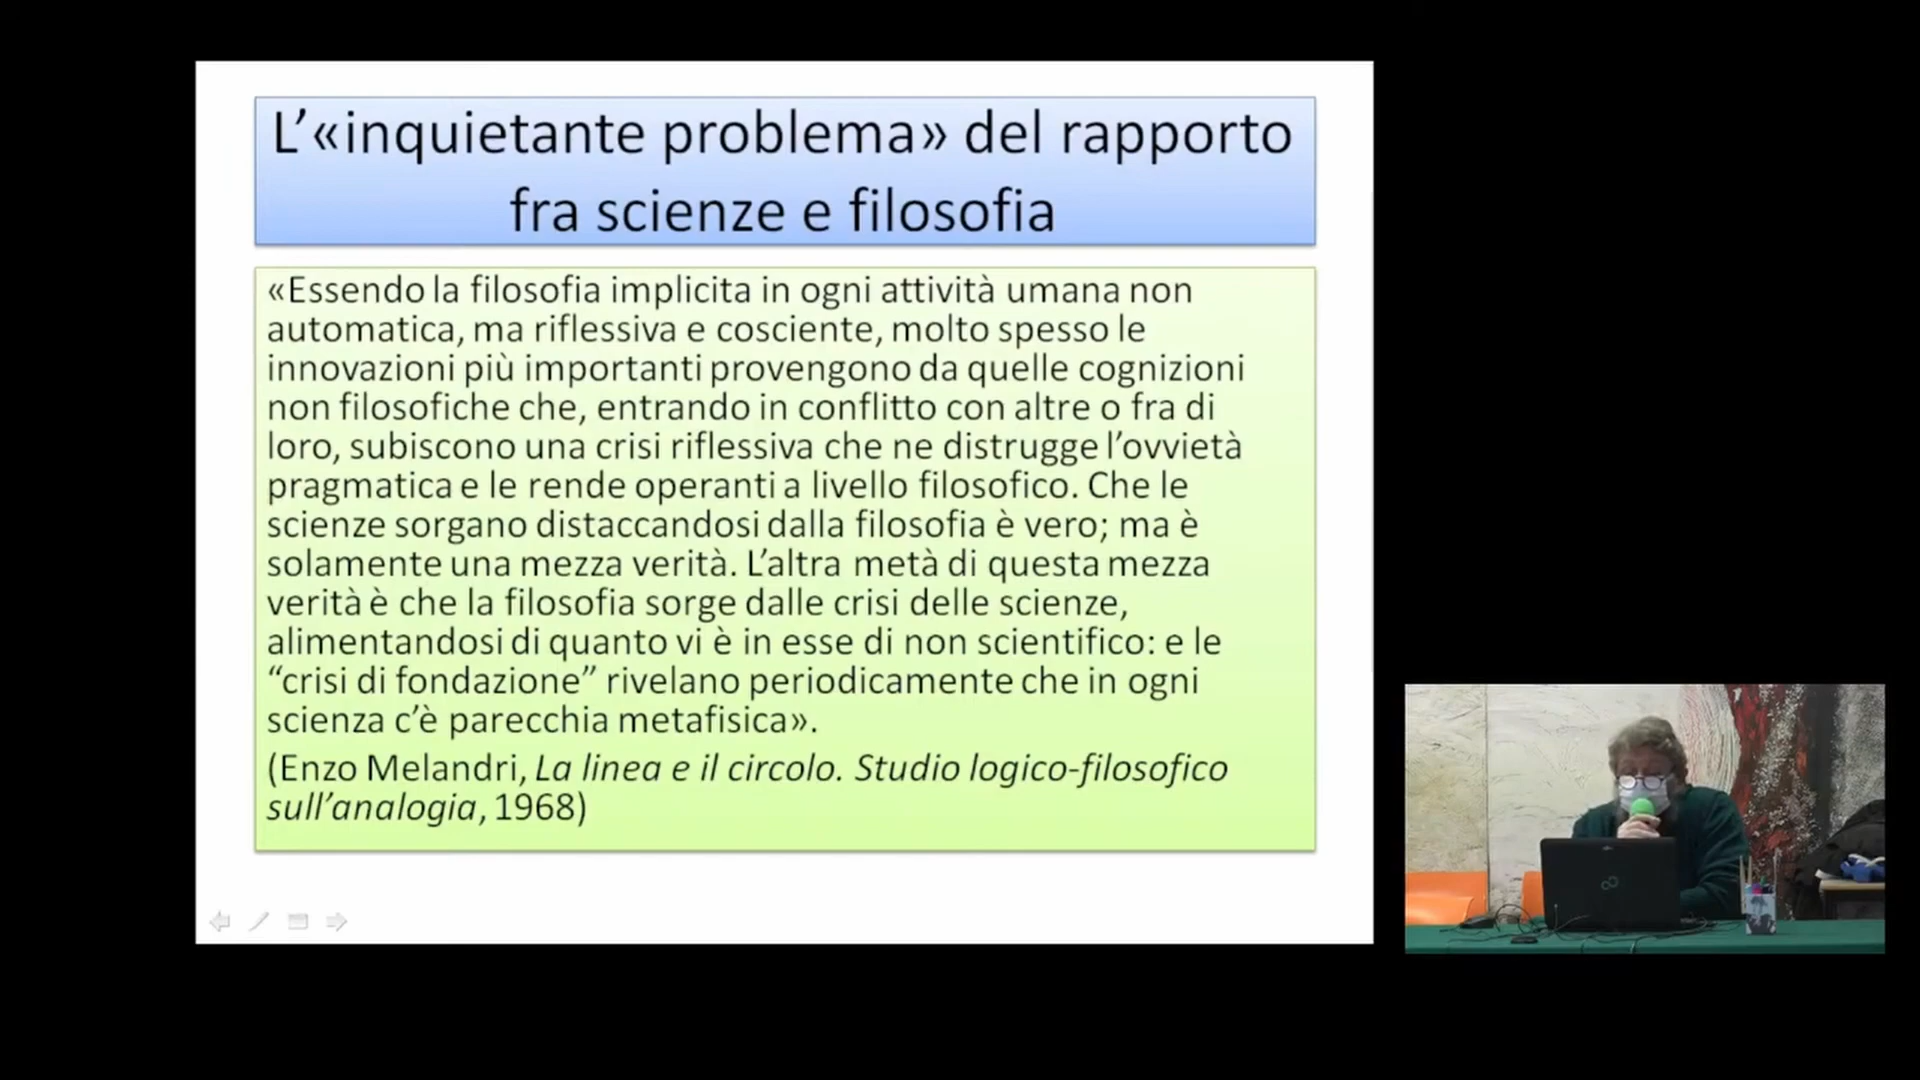 L’«inquietante problema» del rapporto
fra scienze e filosofia
«Essendo la filosofia implicita in ogni attività umana non
automatica, ma riflessiva e cosciente, molto spesso le
innovazioni più importanti provengono da quelle cognizioni
non filosofiche che, entrando in conflitto con altre o fra di
loro, subiscono una crisi riflessiva che ne distrugge l’ovvietà
pragmatica e le rende operanti a livello filosofico. Che le
scienze sorgano distaccandosi dalla filosofia è vero; ma è
solamente una mezza verità. L’altra metà di questa mezza
verità è che la filosofia sorge dalle crisi delle scienze,
alimentandosi di quanto vi è in esse di non scientifico: e le
“crisi di fondazione” rivelano periodicamente che in ogni
scienza c’è parecchia metafisica».
(Enzo Melandri, La linea e il circolo. Studio logico-filosofico
sull’analogia, 1968)